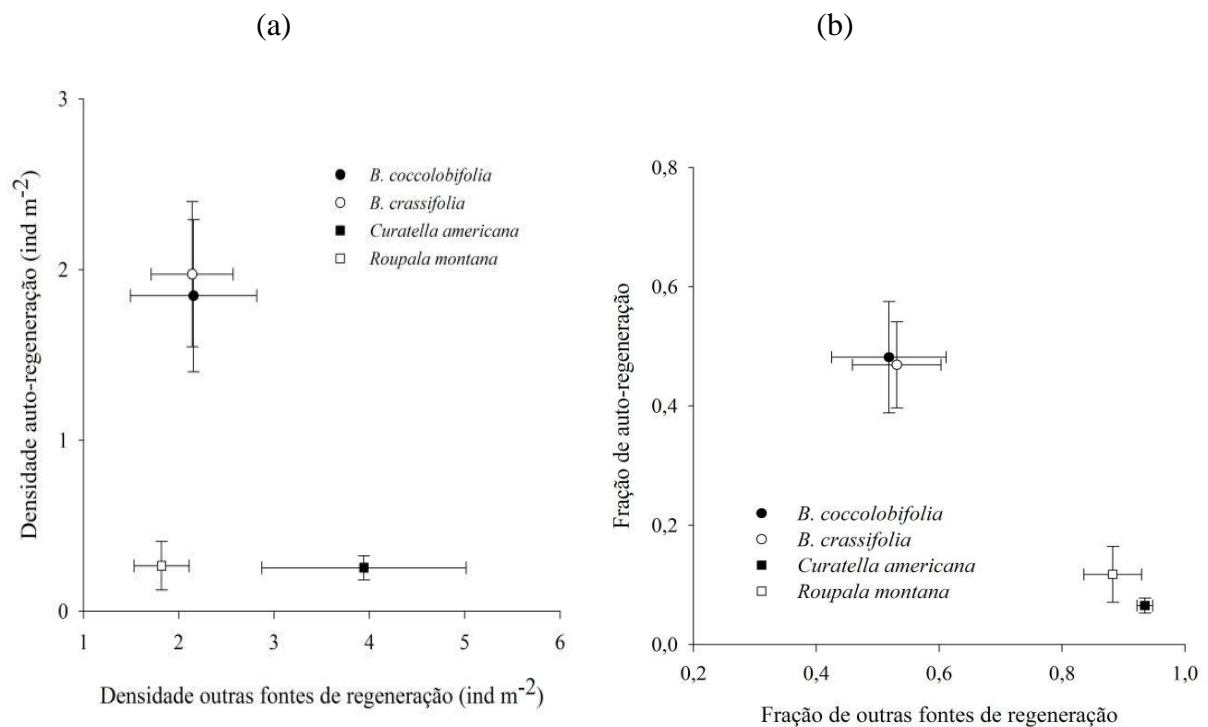 (a)
3
2
1
0
1 2 3 4 5 6
Densidade auto-regeneração (ind m-2)
Densidade outras fontes de regeneração (ind m-2)
B. coccolobifolia
B. crassifolia
Curatella americana
Roupala montana
(b)
0,8
0,6
0,4
0,2
0,0
0,2 0,4 0,6 0,8 1,0
Fração de auto-regeneração
Fração de outras fontes de regeneração
B. coccolobifolia
B. crassifolia
Curatella americana
Roupala montana